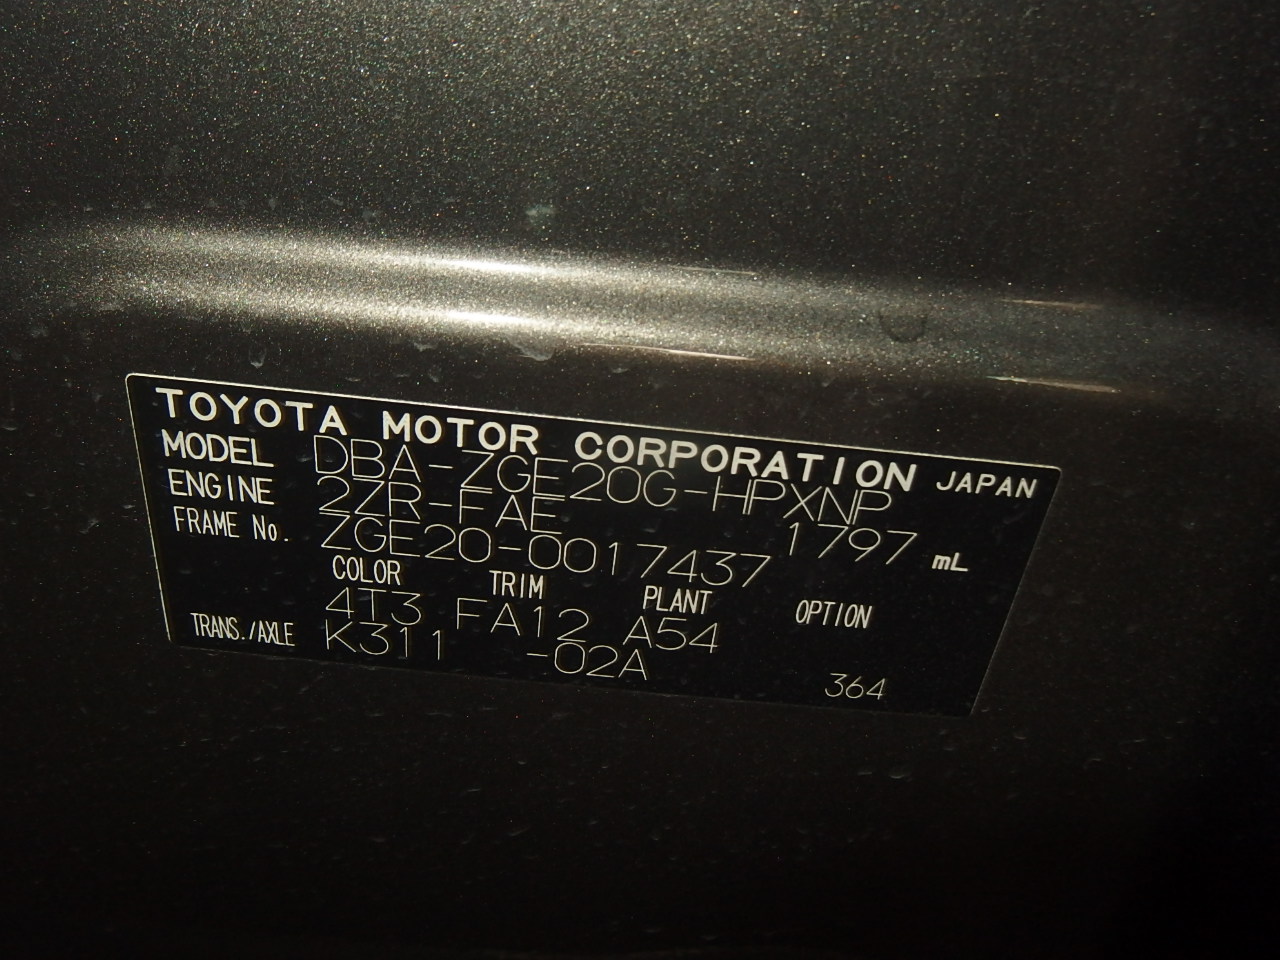 TOYOTA MOTOR CORPORATION JAPAN
MODEL DBA-ZGE20G-HPXNP
ENGINE 2ZR-FAE 1797 mL
FRAME No. ZGE20-0017437
COLOR TRIM PLANT OPTION
4T3 FA12 A54
TRANS./AXLE K311 -02A 364